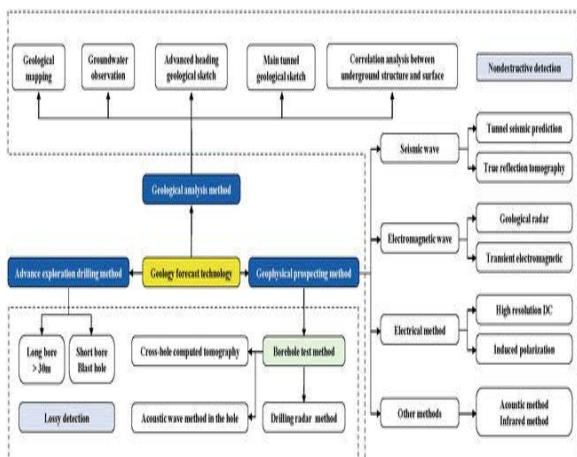 Geological
mapping
Groundwater
observation
Advanced heading
geological sketch
Main tunnel
geological sketch
Correlation analysis between
underground structure and surface
Nondestructive detection
Seismic wave
Tunnel seismic prediction
True reflection tomography
Geological analysis method
Electromagnetic wave
Geological radar
Transient electromagnetic
Advance exploration drilling method
Geology forecast technology
Geophysical prospecting method
Electrical method
High resolution DC
Induced polarization
Long bore
> 30m
Short bore
Blast hole
Cross-hole computed tomography
Borehole test method
Lossy detection
Acoustic wave method in the hole
Drilling radar method
Other methods
Acoustic method
Infrared method